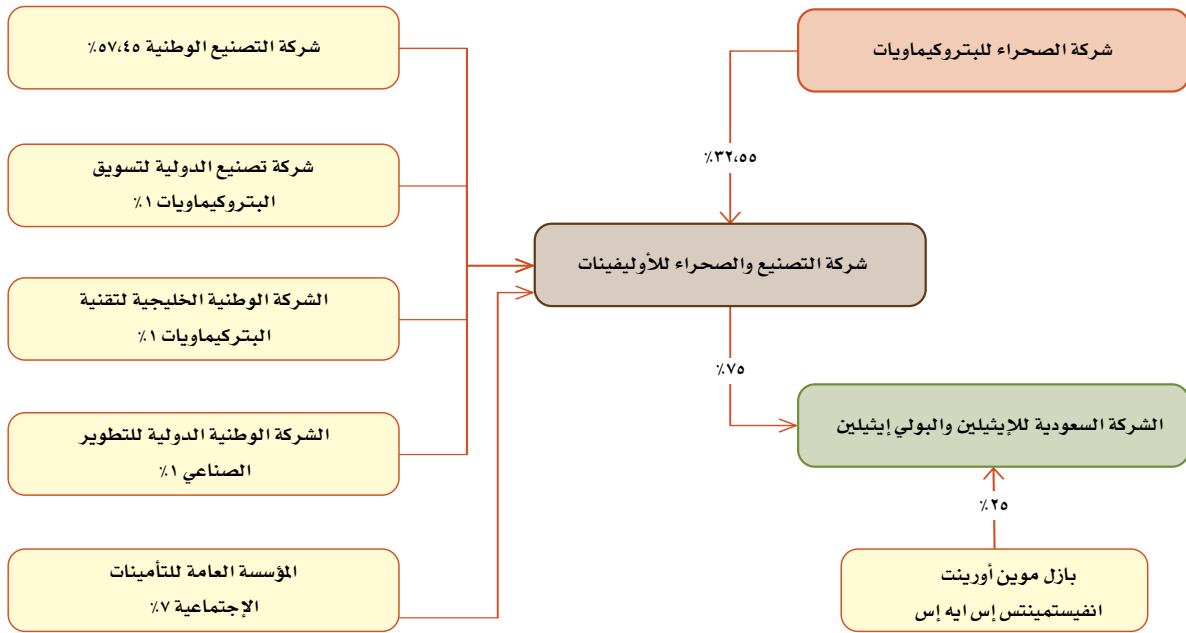 شركة الصحراء للبتروكيماويات
شركة التصنيع الوطنية ٥٧،٤٥٪
٣٢،٥٥٪
شركة تصنيع الدولية لتسويق
البتروكيماويات ١٪
شركة التصنيع والصحراء للأوليفينات
الشركة الوطنية الخليجية لتقنية
البتركيماويات ١٪
٧٥٪
الشركة السعودية للإيثيلين والبولي إيثيلين
الشركة الوطنية الدولية للتطوير
الصناعي ١٪
٢٥٪
بازل موين أورينت
انفيستمينتس إس ايه إس
المؤسسة العامة للتأمينات
الإجتماعية ٧٪